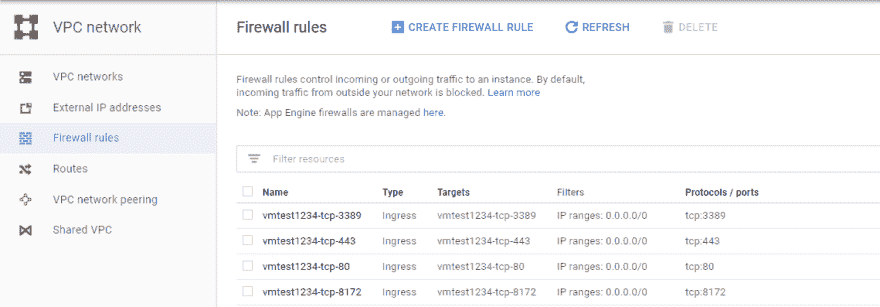 VPC network
Firewall rules
CREATE FIREWALL RULE
REFRESH
DELETE
VPC networks
External IP addresses
Firewall rules
Routes
VPC network peering
Shared VPC
Firewall rules control incoming or outgoing traffic to an instance. By default,
incoming traffic from outside your network is blocked. Learn more
Note: App Engine firewalls are managed here.
Filter resources
Name Type Targets Filters Protocols / ports
vmtest1234-tcp-3389 Ingress vmtest1234-tcp-3389 IP ranges: 0.0.0.0/0 tcp:3389
vmtest1234-tcp-443 Ingress vmtest1234-tcp-443 IP ranges: 0.0.0.0/0 tcp:443
vmtest1234-tcp-80 Ingress vmtest1234-tcp-80 IP ranges: 0.0.0.0/0 tcp:80
vmtest1234-tcp-8172 Ingress vmtest1234-tcp-8172 IP ranges: 0.0.0.0/0 tcp:8172